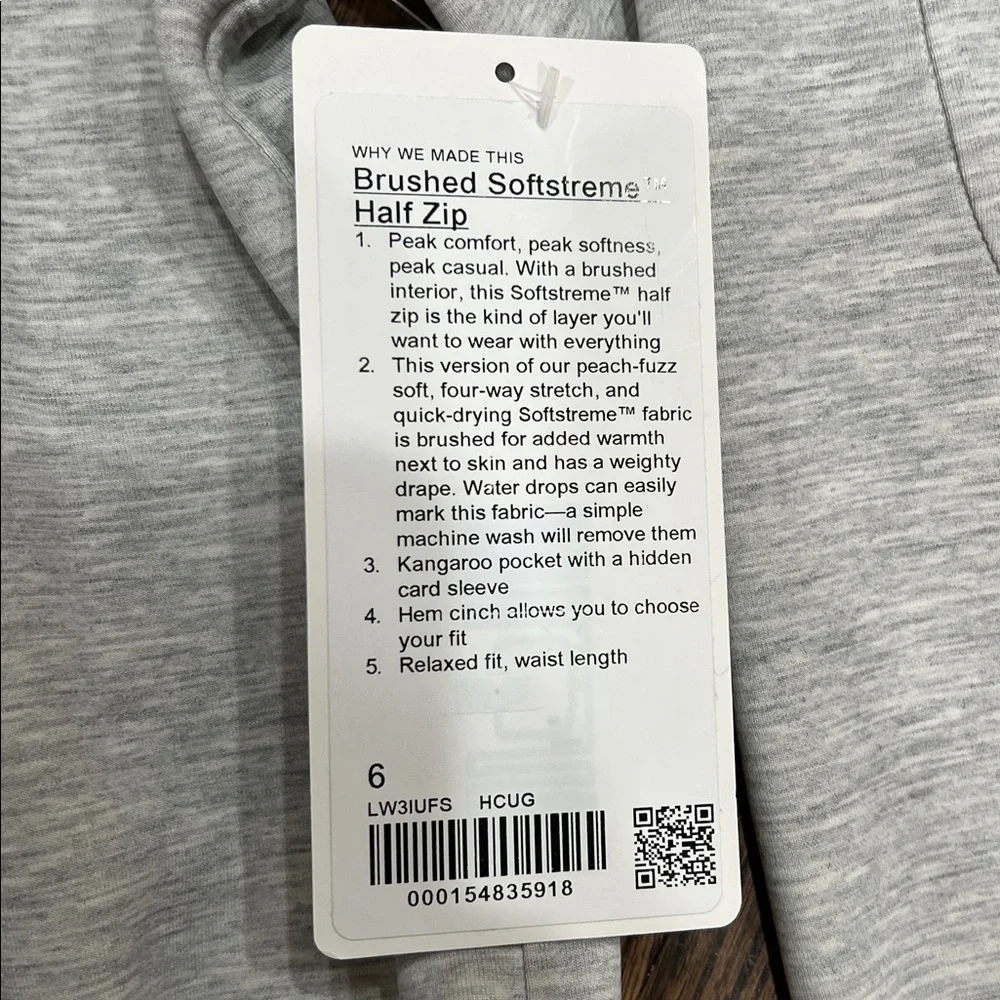 WHY WE MADE THIS
Brushed Softstreme™
Half Zip
1. Peak comfort, peak softness,
peak casual. With a brushed
interior, this Softstreme™ half
zip is the kind of layer you'll
want to wear with everything
2. This version of our peach-fuzz
soft, four-way stretch, and
quick-drying Softstreme™ fabric
is brushed for added warmth
next to skin and has a weighty
drape. Water drops can easily
mark this fabric—a simple
machine wash will remove them
3. Kangaroo pocket with a hidden
card sleeve
4. Hem cinch allows you to choose
your fit
5. Relaxed fit, waist length
6
LW3IUFS HCUG
000154835918